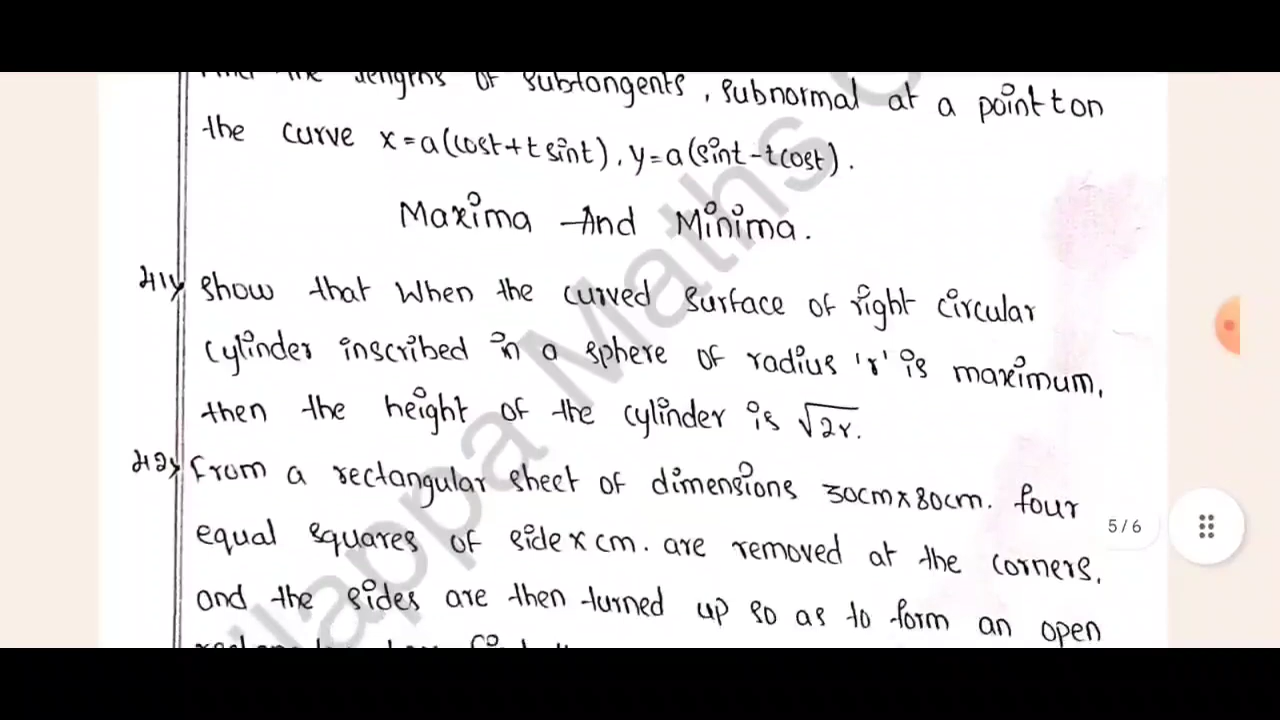 the lengths of subtangents, subnormal at a point t on
the curve x = a(cost + t sint), y = a(sint - t cost).
Maxima And Minima.
41) Show that when the curved surface of right circular
cylinder inscribed in a sphere of radius 'r' is maximum,
then the height of the cylinder is √2r.
42) From a rectangular sheet of dimensions 30cm x 80cm. four
equal squares of side x cm. are removed at the corners,
and the sides are then turned up so as to form an open
5/6
Maths